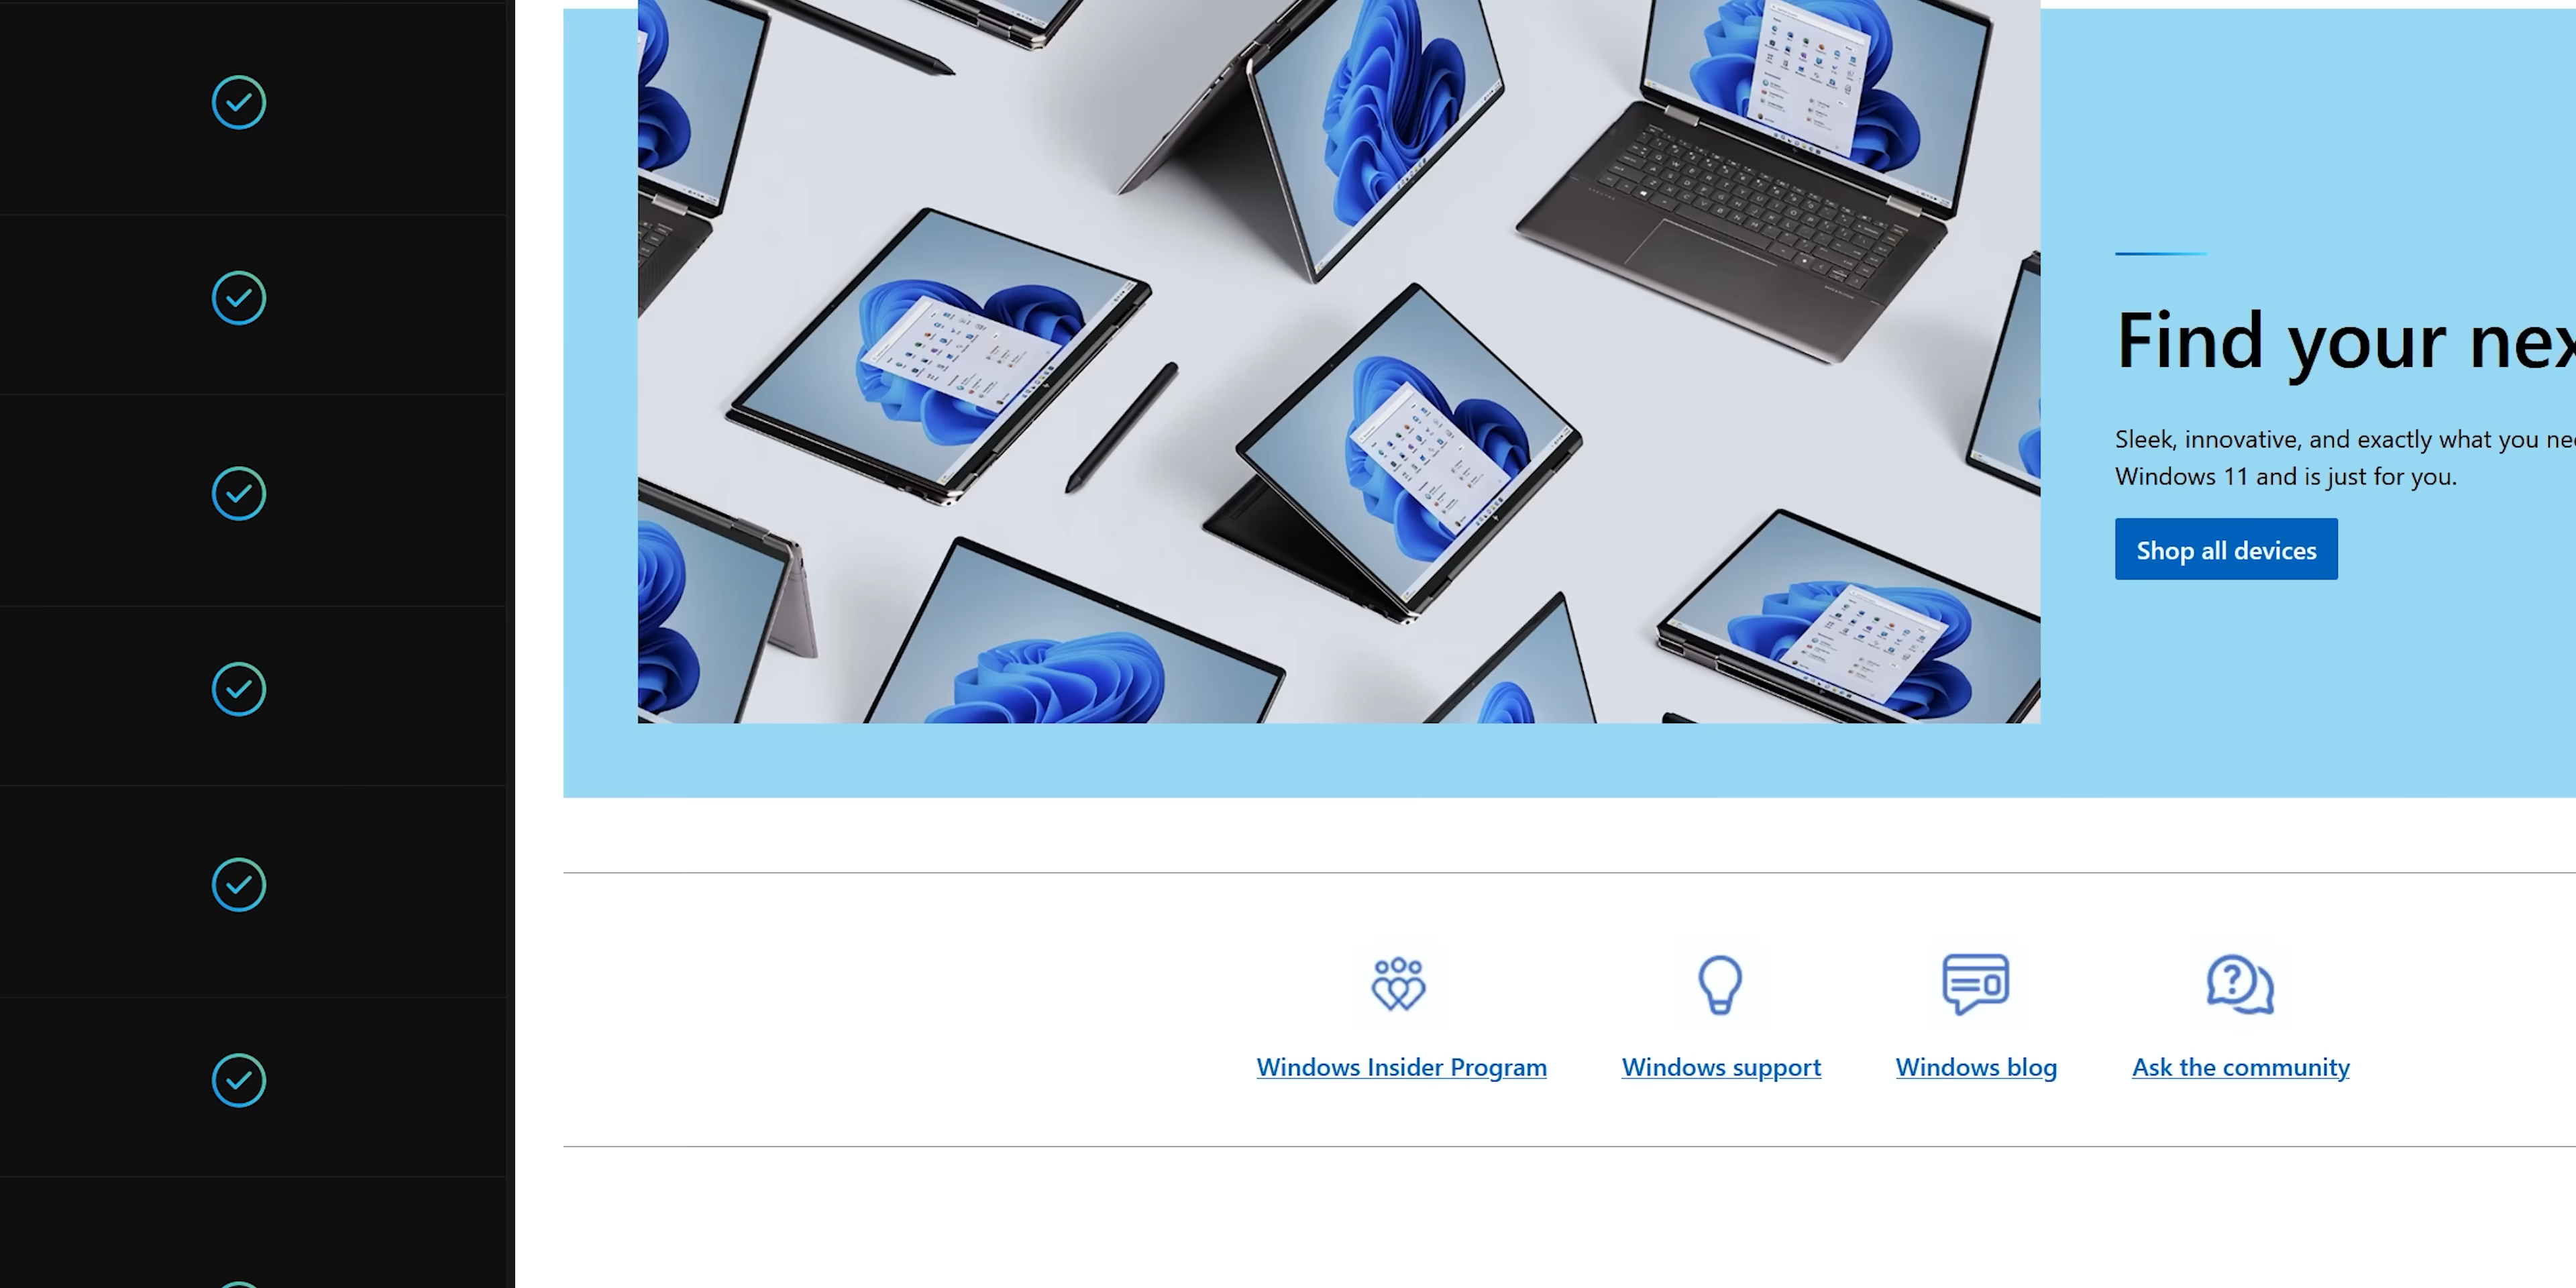 Find your nex
Sleek, innovative, and exactly what you nee
Windows 11 and is just for you.
Shop all devices
Windows Insider Program
Windows support
Windows blog
Ask the community